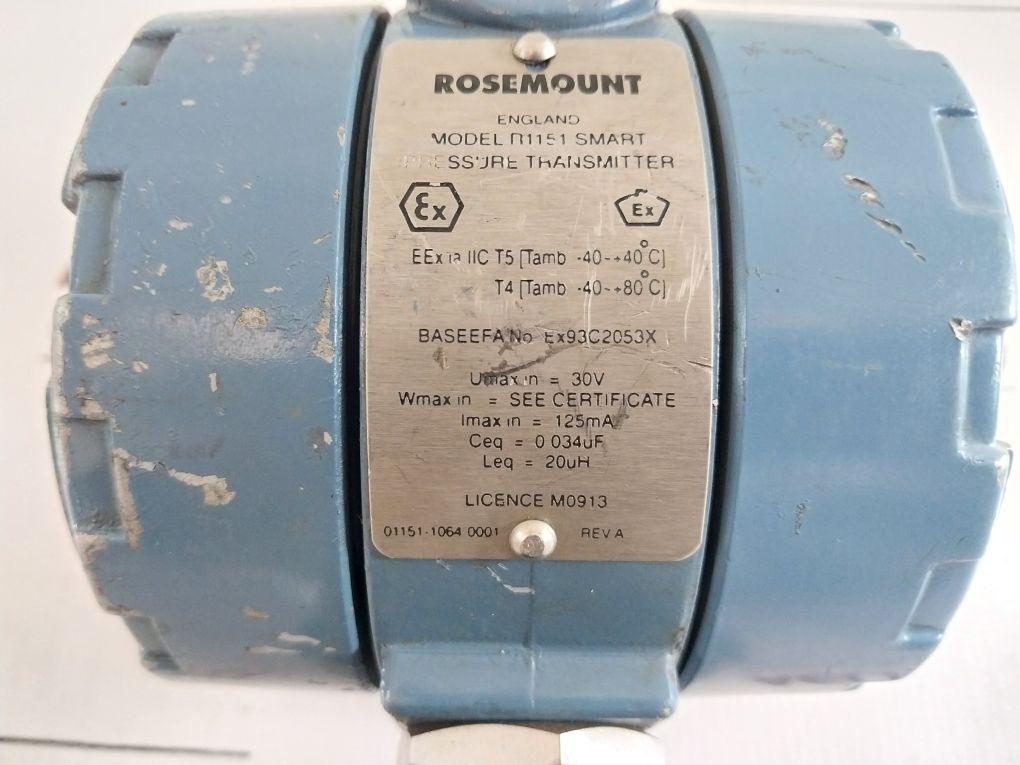 ROSEMOUNT
ENGLAND
MODEL R1151 SMART
PRESSURE TRANSMITTER
Ex Ex
EEx ia IIC T5 [Tamb -40~+40°C]
T4 [Tamb -40~+80°C]
BASEEFA No Ex93C2053X
Umax in = 30V
Wmax in = SEE CERTIFICATE
Imax in = 125mA
Ceq = 0 034uF
Leq = 20uH
LICENCE M0913
01151-1064 0001 REV A